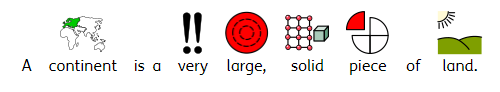 A continent is a very large, solid piece of land.